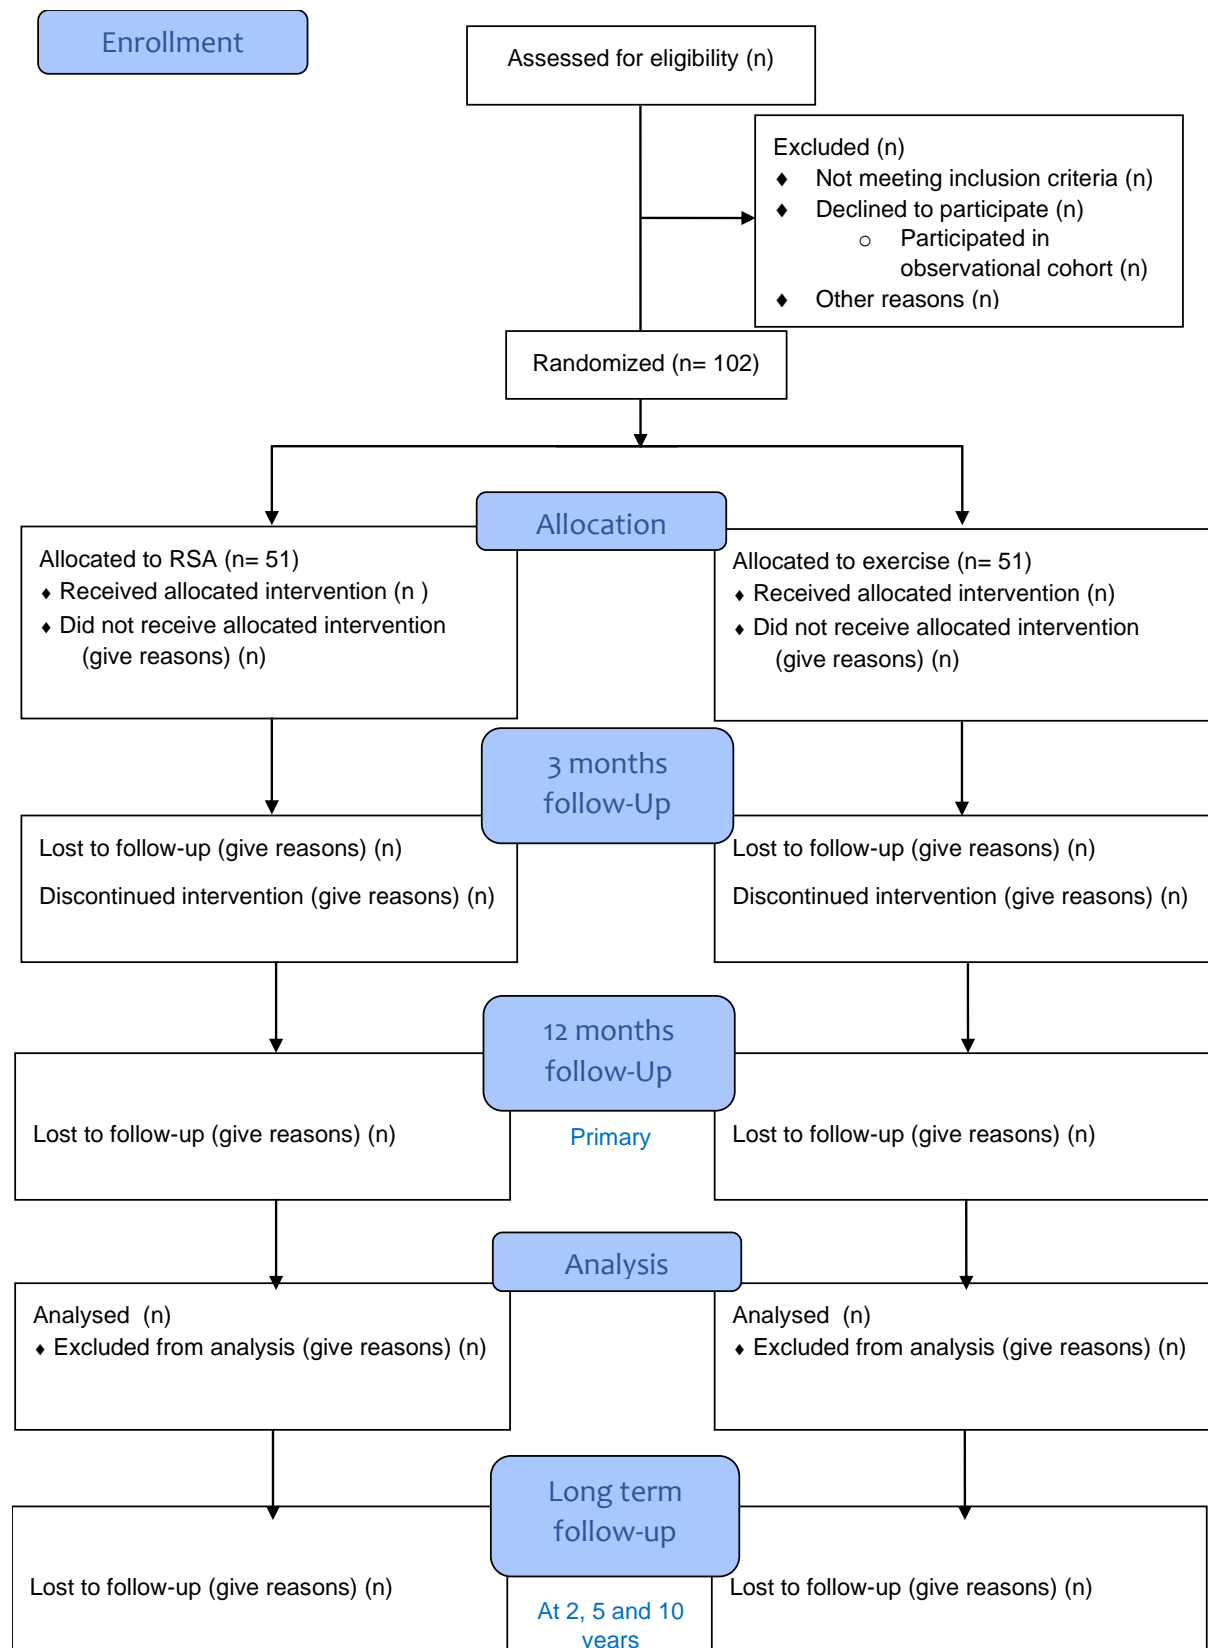 Enrollment
Assessed for eligibility (n)
Excluded (n)
♦ Not meeting inclusion criteria (n)
♦ Declined to participate (n)
o Participated in
observational cohort (n)
♦ Other reasons (n)
Randomized (n= 102)
Allocation
Allocated to RSA (n= 51)
♦ Received allocated intervention (n )
♦ Did not receive allocated intervention
(give reasons) (n)
Allocated to exercise (n= 51)
♦ Received allocated intervention (n)
♦ Did not receive allocated intervention
(give reasons) (n)
3 months
follow-Up
Lost to follow-up (give reasons) (n)
Discontinued intervention (give reasons) (n)
Lost to follow-up (give reasons) (n)
Discontinued intervention (give reasons) (n)
12 months
follow-Up
Primary
Lost to follow-up (give reasons) (n)
Lost to follow-up (give reasons) (n)
Analysis
Analysed (n)
♦ Excluded from analysis (give reasons) (n)
Analysed (n)
♦ Excluded from analysis (give reasons) (n)
Long term
follow-up
At 2, 5 and 10
years
Lost to follow-up (give reasons) (n)
Lost to follow-up (give reasons) (n)